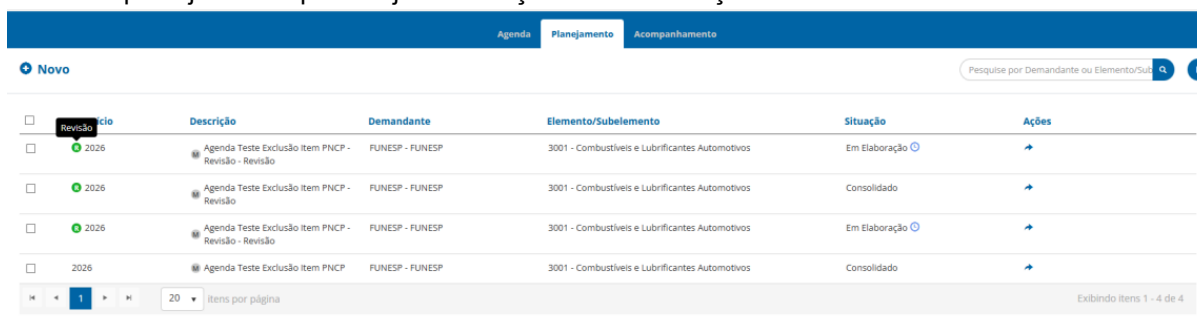 Agenda Planejamento Acompanhamento
Novo
Pesquise por Demandante ou Elemento/Sub
Revisão
cio Descrição Demandante Elemento/Subelemento Situação Ações
R 2026 M Agenda Teste Exclusão Item PNCP - FUNESP - FUNESP 3001 - Combustíveis e Lubrificantes Automotivos Em Elaboração
Revisão - Revisão
R 2026 M Agenda Teste Exclusão Item PNCP - FUNESP - FUNESP 3001 - Combustíveis e Lubrificantes Automotivos Consolidado
Revisão
R 2026 M Agenda Teste Exclusão Item PNCP - FUNESP - FUNESP 3001 - Combustíveis e Lubrificantes Automotivos Em Elaboração
Revisão - Revisão
2026 M Agenda Teste Exclusão Item PNCP FUNESP - FUNESP 3001 - Combustíveis e Lubrificantes Automotivos Consolidado
1 20 itens por página Exibindo itens 1 - 4 de 4